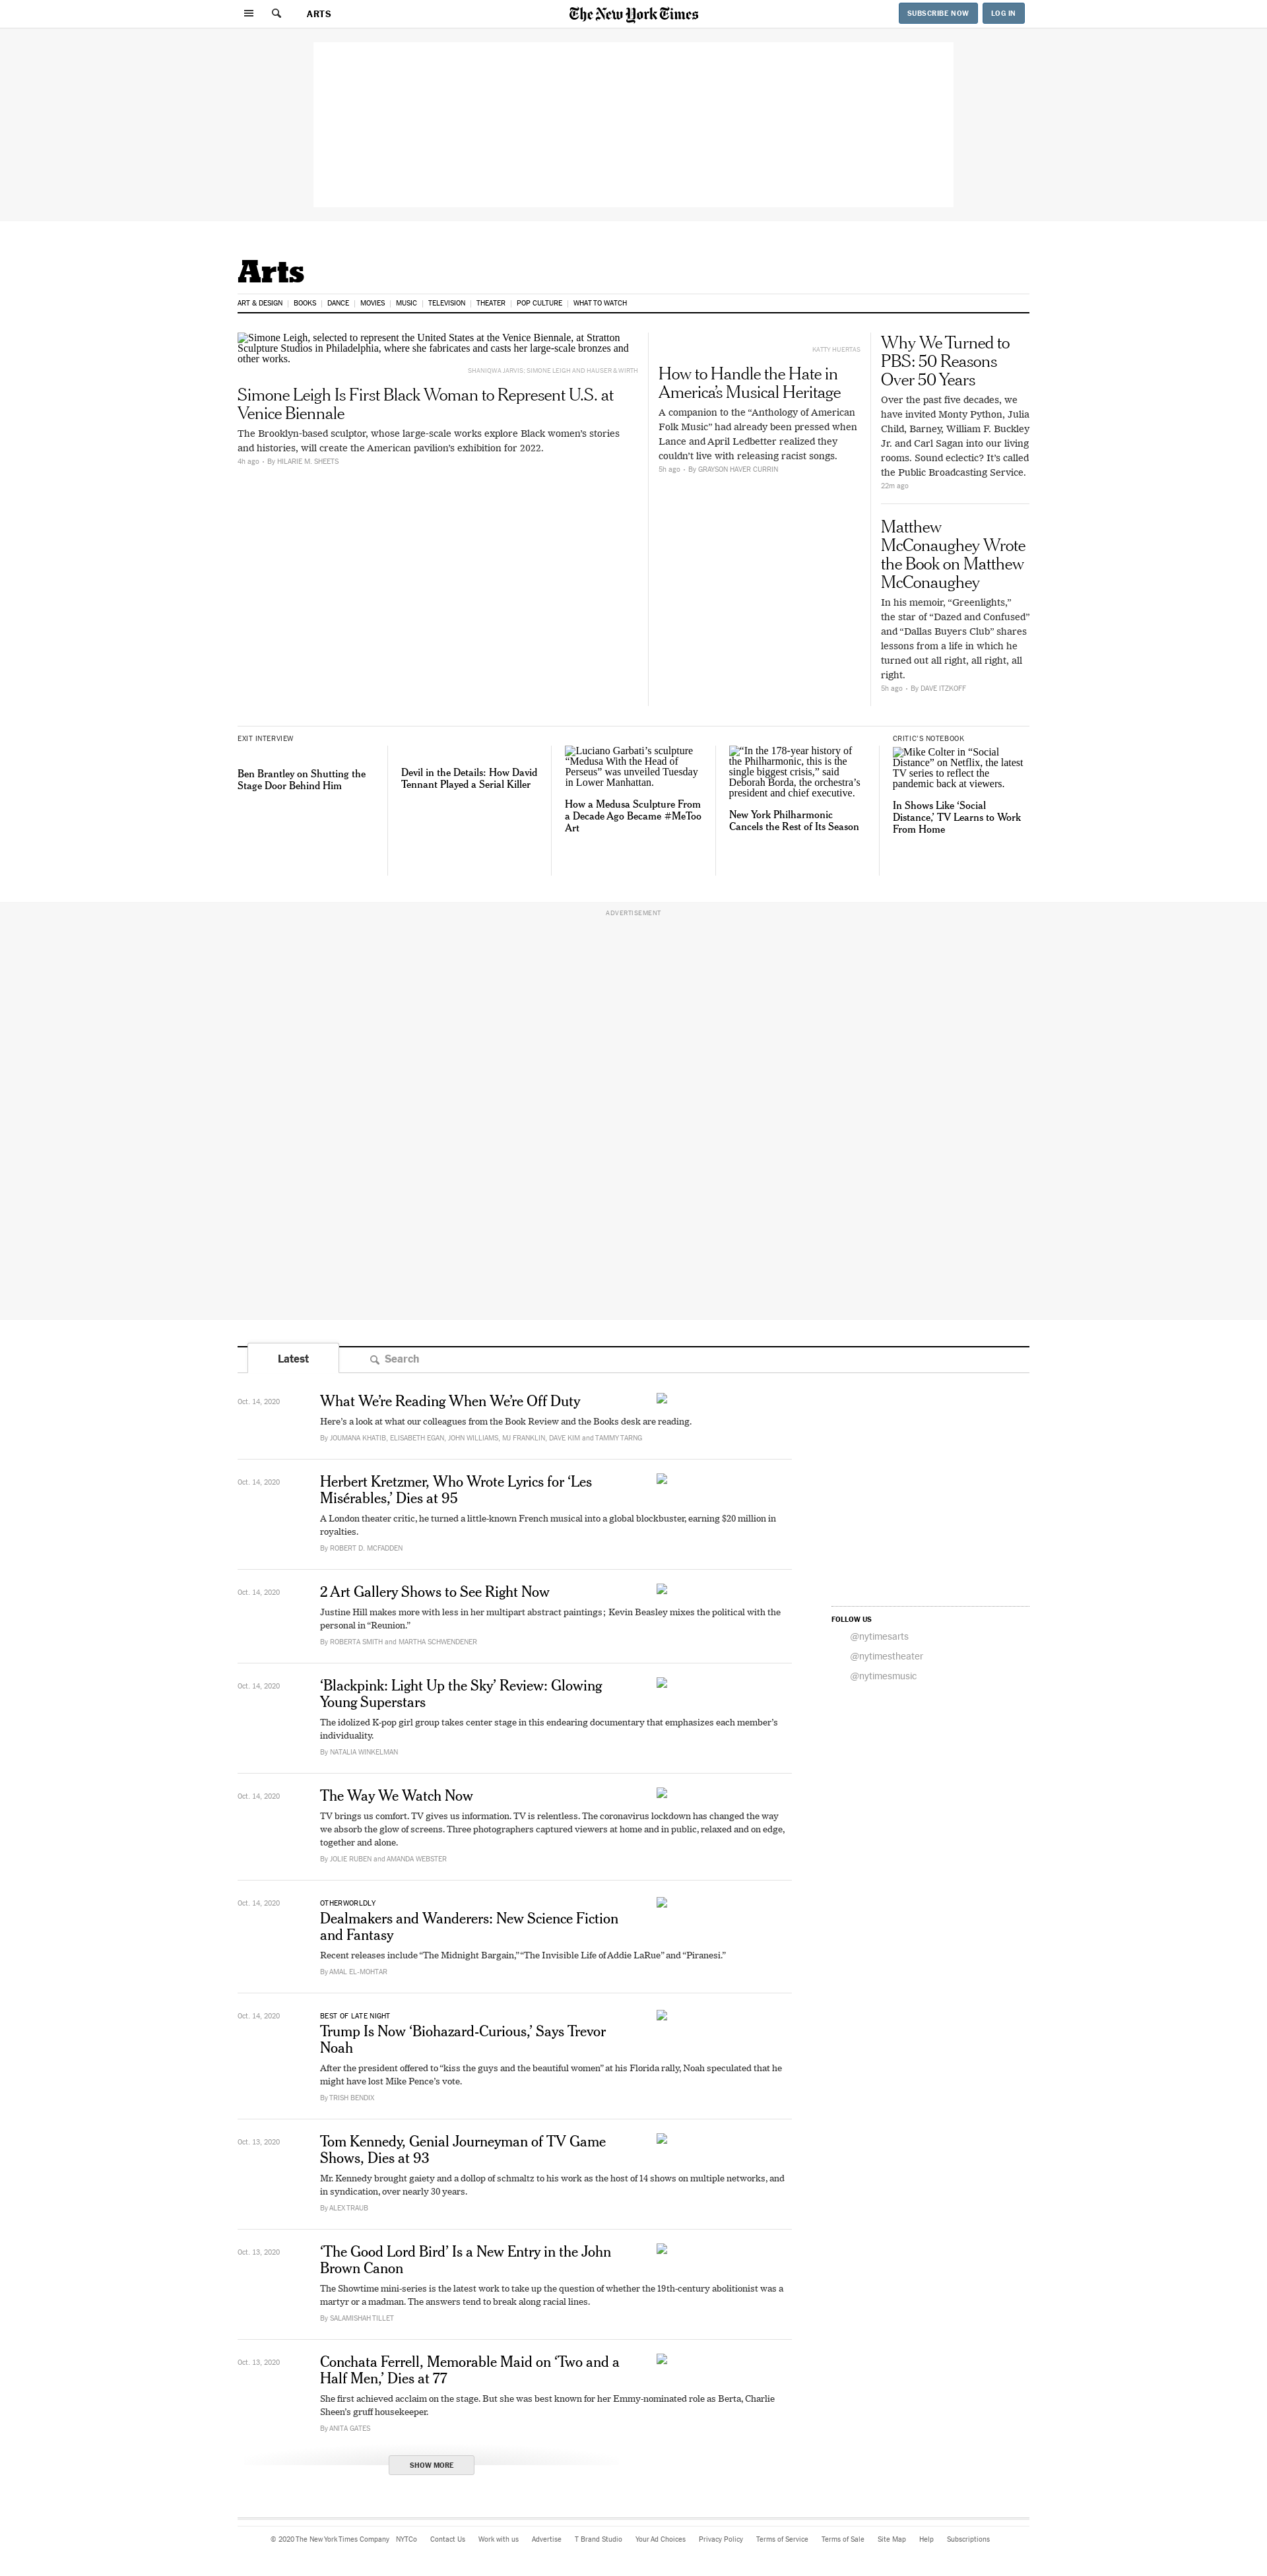 ARTS
The New York Times
SUBSCRIBE NOW
LOG IN
Arts
ART & DESIGN
BOOKS
DANCE
MOVIES
MUSIC
TELEVISION
THEATER
POP CULTURE
WHAT TO WATCH
Simone Leigh, selected to represent the United States at the Venice Biennale, at Stratton
Sculpture Studios in Philadelphia, where she fabricates and casts her large-scale bronzes and
other works.
SHANIQWA JARVIS; SIMONE LEIGH AND HAUSER & WIRTH
Simone Leigh Is First Black Woman to Represent U.S. at
Venice Biennale
The Brooklyn-based sculptor, whose large-scale works explore Black women’s stories
and histories, will create the American pavilion’s exhibition for 2022.
4h ago • By HILARIE M. SHEETS
KATTY HUERTAS
How to Handle the Hate in
America’s Musical Heritage
A companion to the “Anthology of American
Folk Music” had already been pressed when
Lance and April Ledbetter realized they
couldn’t live with releasing racist songs.
5h ago • By GRAYSON HAVER CURRIN
Why We Turned to
PBS: 50 Reasons
Over 50 Years
Over the past five decades, we
have invited Monty Python, Julia
Child, Barney, William F. Buckley
Jr. and Carl Sagan into our living
rooms. Sound eclectic? It’s called
the Public Broadcasting Service.
22m ago
Matthew
McConaughey Wrote
the Book on Matthew
McConaughey
In his memoir, “Greenlights,”
the star of “Dazed and Confused”
and “Dallas Buyers Club” shares
lessons from a life in which he
turned out all right, all right, all
right.
5h ago • By DAVE ITZKOFF
EXIT INTERVIEW
Ben Brantley on Shutting the
Stage Door Behind Him
Devil in the Details: How David
Tennant Played a Serial Killer
Luciano Garbati’s sculpture
“Medusa With the Head of
Perseus” was unveiled Tuesday
in Lower Manhattan.
How a Medusa Sculpture From
a Decade Ago Became #MeToo
Art
“In the 178-year history of
the Philharmonic, this is the
single biggest crisis,” said
Deborah Borda, the orchestra’s
president and chief executive.
New York Philharmonic
Cancels the Rest of Its Season
CRITIC’S NOTEBOOK
Mike Colter in “Social
Distance” on Netflix, the latest
TV series to reflect the
pandemic back at viewers.
In Shows Like ‘Social
Distance,’ TV Learns to Work
From Home
ADVERTISEMENT
Latest
Search
Oct. 14, 2020
What We’re Reading When We’re Off Duty
Here’s a look at what our colleagues from the Book Review and the Books desk are reading.
By JOUMANA KHATIB, ELISABETH EGAN, JOHN WILLIAMS, MJ FRANKLIN, DAVE KIM and TAMMY TARNG
Oct. 14, 2020
Herbert Kretzmer, Who Wrote Lyrics for ‘Les
Misérables,’ Dies at 95
A London theater critic, he turned a little-known French musical into a global blockbuster, earning $20 million in
royalties.
By ROBERT D. MCFADDEN
Oct. 14, 2020
2 Art Gallery Shows to See Right Now
Justine Hill makes more with less in her multipart abstract paintings; Kevin Beasley mixes the political with the
personal in “Reunion.”
By ROBERTA SMITH and MARTHA SCHWENDENER
FOLLOW US
@nytimesarts
@nytimestheater
@nytimesmusic
Oct. 14, 2020
‘Blackpink: Light Up the Sky’ Review: Glowing
Young Superstars
The idolized K-pop girl group takes center stage in this endearing documentary that emphasizes each member’s
individuality.
By NATALIA WINKELMAN
Oct. 14, 2020
The Way We Watch Now
TV brings us comfort. TV gives us information. TV is relentless. The coronavirus lockdown has changed the way
we absorb the glow of screens. Three photographers captured viewers at home and in public, relaxed and on edge,
together and alone.
By JOLIE RUBEN and AMANDA WEBSTER
Oct. 14, 2020
OTHERWORLDLY
Dealmakers and Wanderers: New Science Fiction
and Fantasy
Recent releases include “The Midnight Bargain,” “The Invisible Life of Addie LaRue” and “Piranesi.”
By AMAL EL-MOHTAR
Oct. 14, 2020
BEST OF LATE NIGHT
Trump Is Now ‘Biohazard-Curious,’ Says Trevor
Noah
After the president offered to “kiss the guys and the beautiful women” at his Florida rally, Noah speculated that he
might have lost Mike Pence’s vote.
By TRISH BENDIX
Oct. 13, 2020
Tom Kennedy, Genial Journeyman of TV Game
Shows, Dies at 93
Mr. Kennedy brought gaiety and a dollop of schmaltz to his work as the host of 14 shows on multiple networks, and
in syndication, over nearly 30 years.
By ALEX TRAUB
Oct. 13, 2020
‘The Good Lord Bird’ Is a New Entry in the John
Brown Canon
The Showtime mini-series is the latest work to take up the question of whether the 19th-century abolitionist was a
martyr or a madman. The answers tend to break along racial lines.
By SALAMISHAH TILLET
Oct. 13, 2020
Conchata Ferrell, Memorable Maid on ‘Two and a
Half Men,’ Dies at 77
She first achieved acclaim on the stage. But she was best known for her Emmy-nominated role as Berta, Charlie
Sheen’s gruff housekeeper.
By ANITA GATES
SHOW MORE
© 2020 The New York Times Company NYTCo Contact Us Work with us Advertise T Brand Studio Your Ad Choices Privacy Policy Terms of Service Terms of Sale Site Map Help Subscriptions